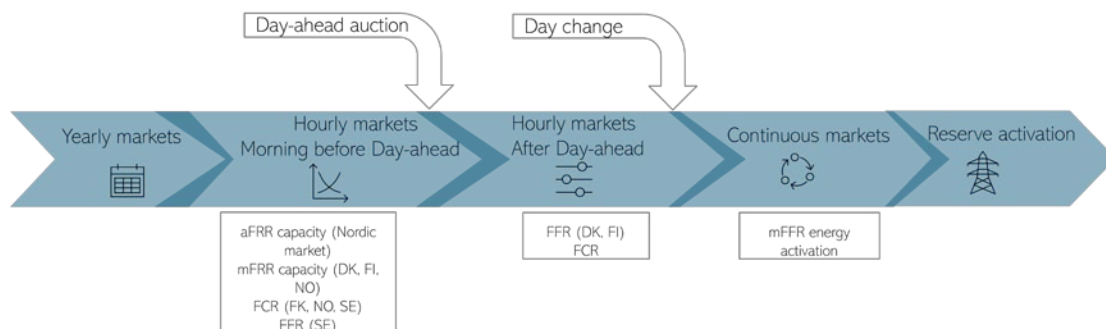 Day-ahead auction
Day change
Yearly markets
Hourly markets
Morning before Day-ahead
Hourly markets
After Day-ahead
Continuous markets
Reserve activation
aFRR capacity (Nordic
market)
mFRR capacity (DK, FI,
NO)
FCR (FK, NO, SE)
FFR (SE)
FFR (DK, FI)
FCR
mFFR energy
activation